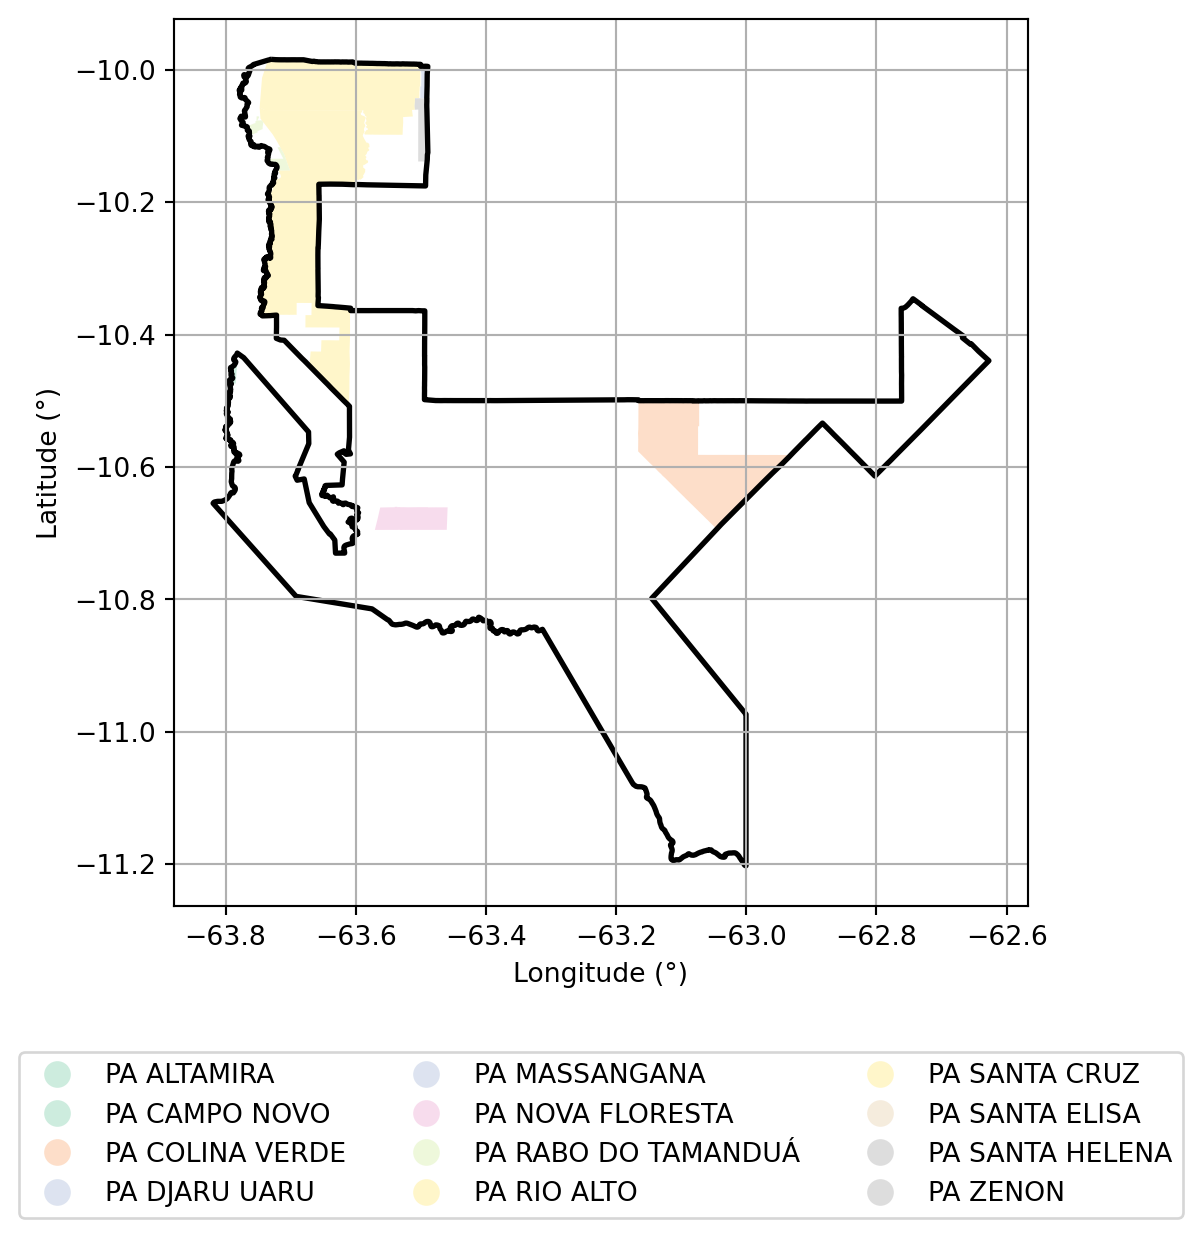 −10.0
−10.2
−10.4
−10.6
−10.8
−11.0
−11.2
Latitude (°)
−63.8 −63.6 −63.4 −63.2 −63.0 −62.8 −62.6
Longitude (°)
PA ALTAMIRA
PA CAMPO NOVO
PA COLINA VERDE
PA DJARU UARU
PA MASSANGANA
PA NOVA FLORESTA
PA RABO DO TAMANDUÁ
PA RIO ALTO
PA SANTA CRUZ
PA SANTA ELISA
PA SANTA HELENA
PA ZENON